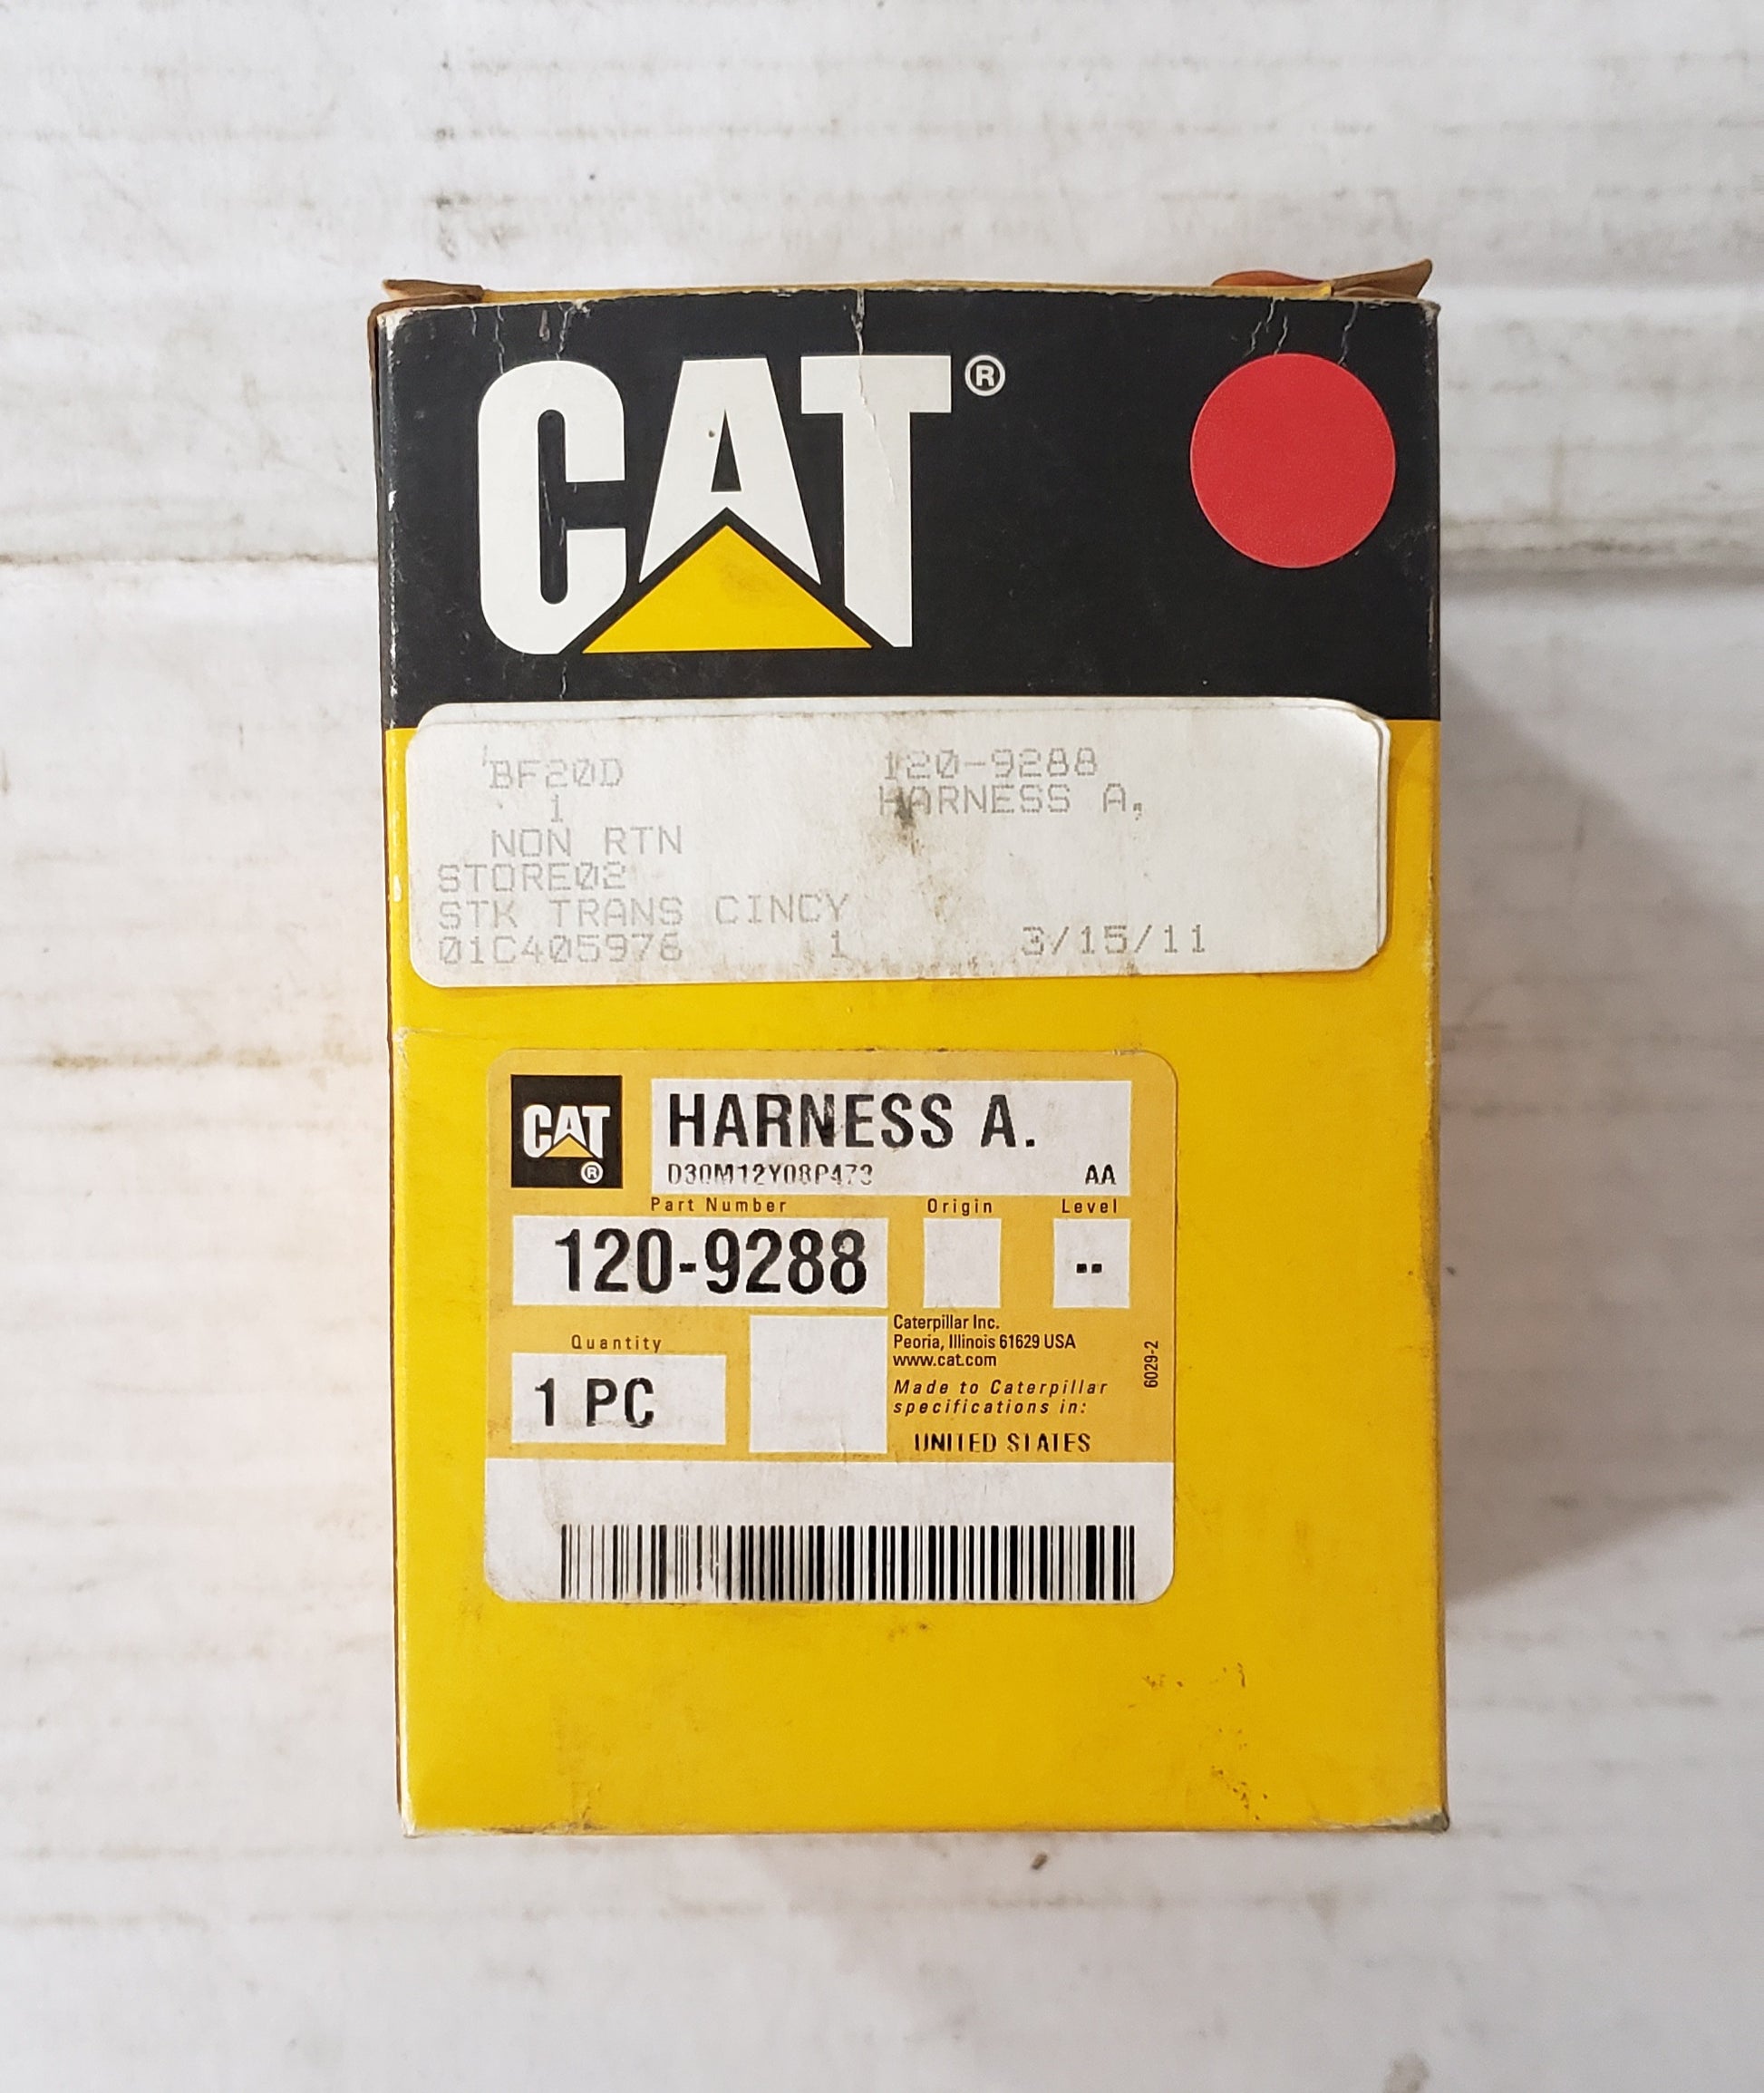 CAT®
BF20D 120-9288
1 HARNESS A,
NON RTN
STORE02
STK TRANS CINCY
01C405976 1 3/15/11
CAT® HARNESS A.
D30M12Y08P473 AA
Part Number Origin Level
120-9288 --
Caterpillar Inc.
Peoria, Illinois 61629 USA
www.cat.com
Quantity
1 PC
Made to Caterpillar
specifications in:
UNITED STATES
6029-2